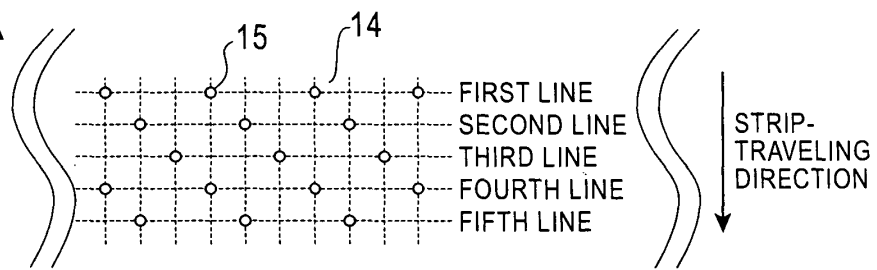 15
14
FIRST LINE
SECOND LINE
THIRD LINE
FOURTH LINE
FIFTH LINE
STRIP-
TRAVELING
DIRECTION